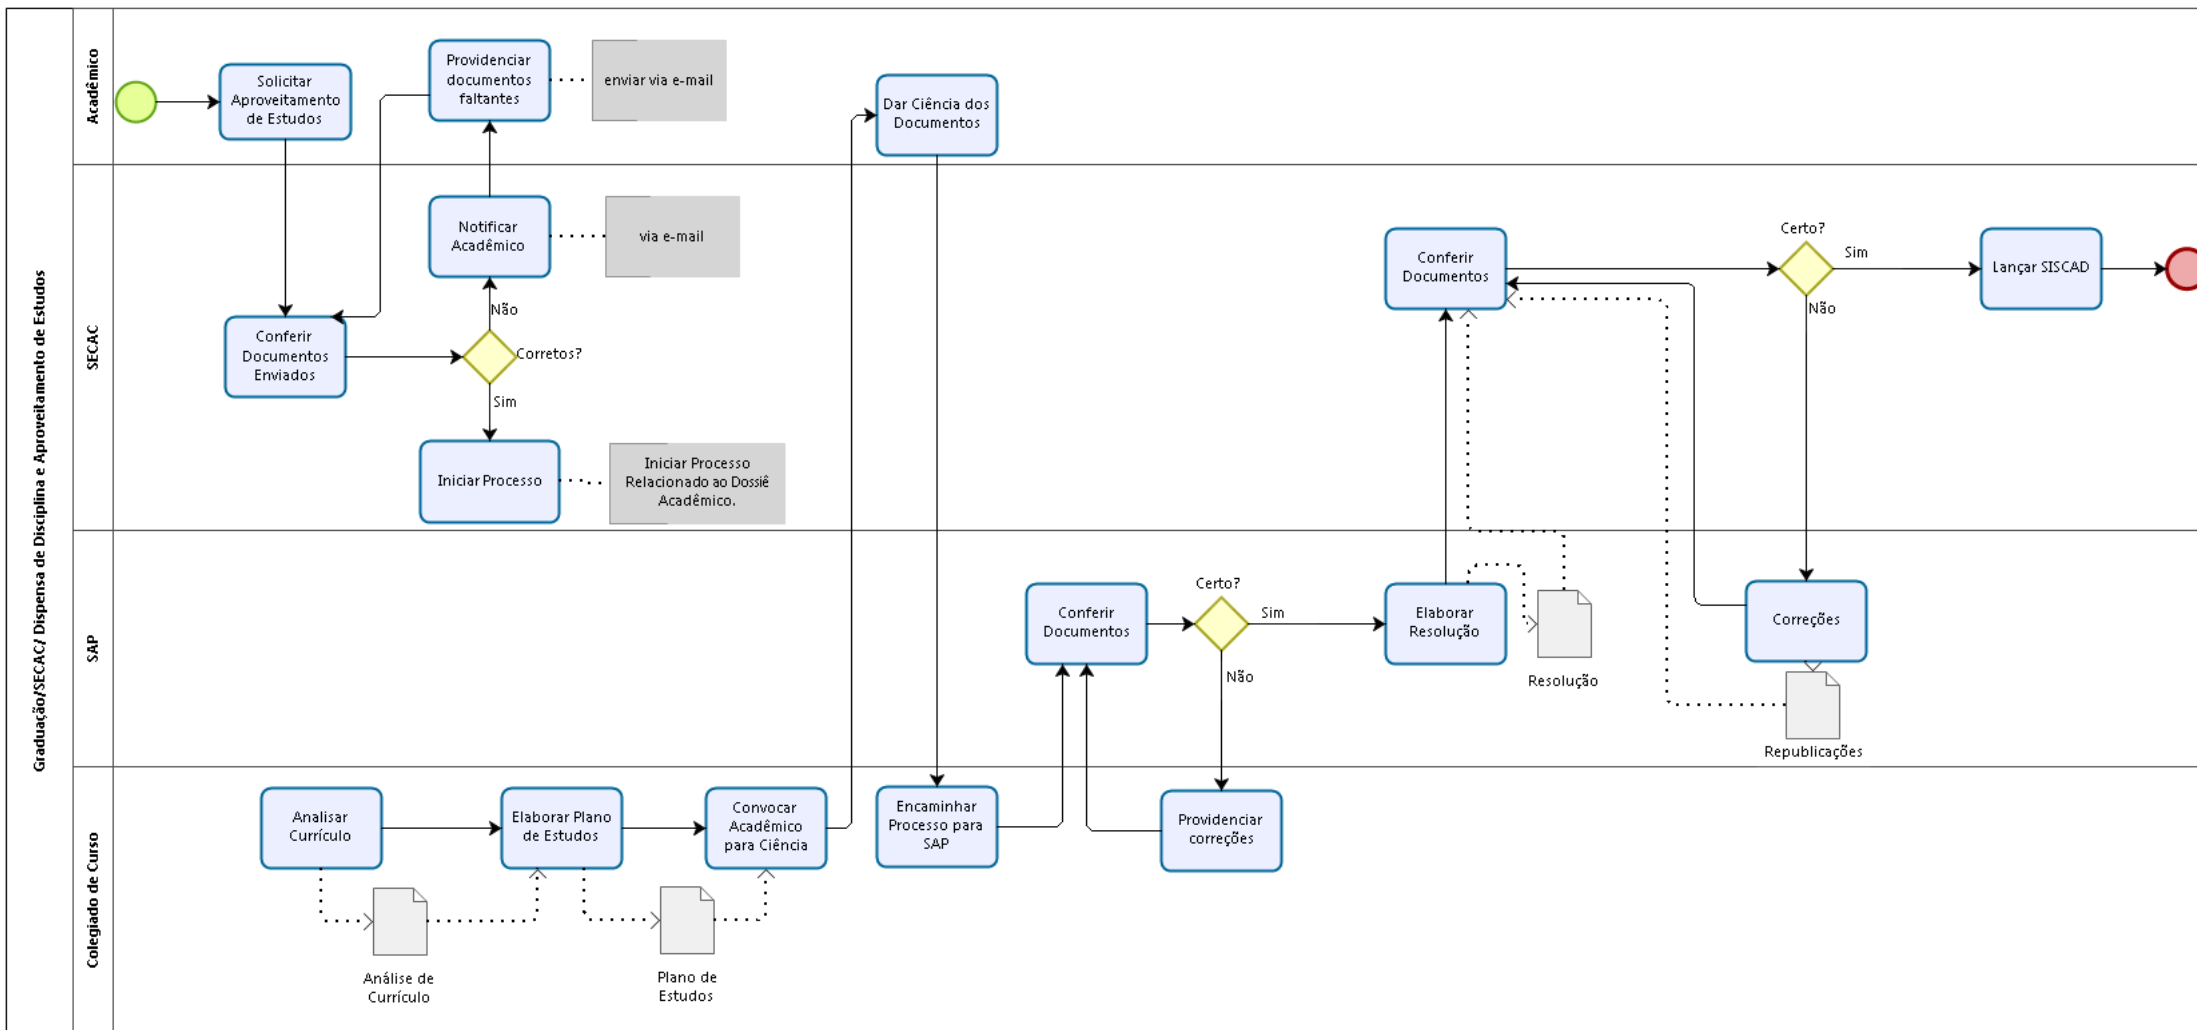 Graduação/SECAC/ Dispensa de Disciplina e Aproveitamento de Estudos
Acadêmico
Solicitar
Aproveitamento
de Estudos
Providenciar
documentos
faltantes
enviar via e-mail
Dar Ciência dos
Documentos
SECAC
Notificar
Acadêmico
via e-mail
Não
Conferir
Documentos
Enviados
Corretos?
Sim
Iniciar Processo
Iniciar Processo
Relacionado ao Dossiê
Acadêmico.
Conferir
Documentos
Certo?
Sim
Não
Lançar SISCAD
SAP
Conferir
Documentos
Certo?
Sim
Não
Elaborar
Resolução
Resolução
Correções
Republicações
Colegiado de Curso
Analisar
Currículo
Elaborar Plano
de Estudos
Convocar
Acadêmico
para Ciência
Encaminhar
Processo para
SAP
Providenciar
correções
Análise de
Currículo
Plano de
Estudos